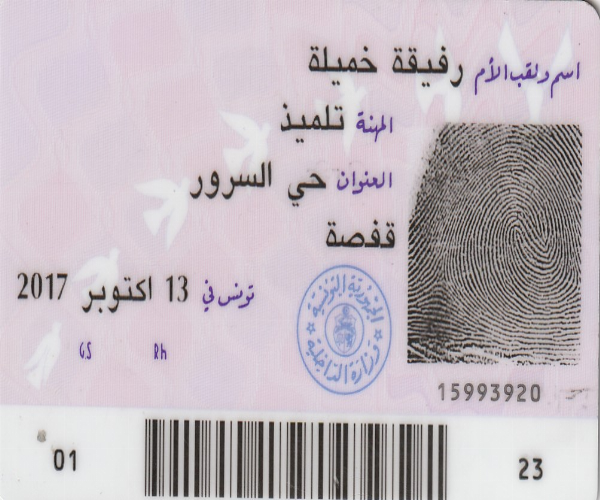 اسم ولقب الأم رفيقة خميلة
المهنة تلميذ
العنوان حي السرور
قفصة
تونس في 13 اكتوبر 2017
G.S Rh
الجمهورية التونسية
وزارة الداخلية
15993920
01 23